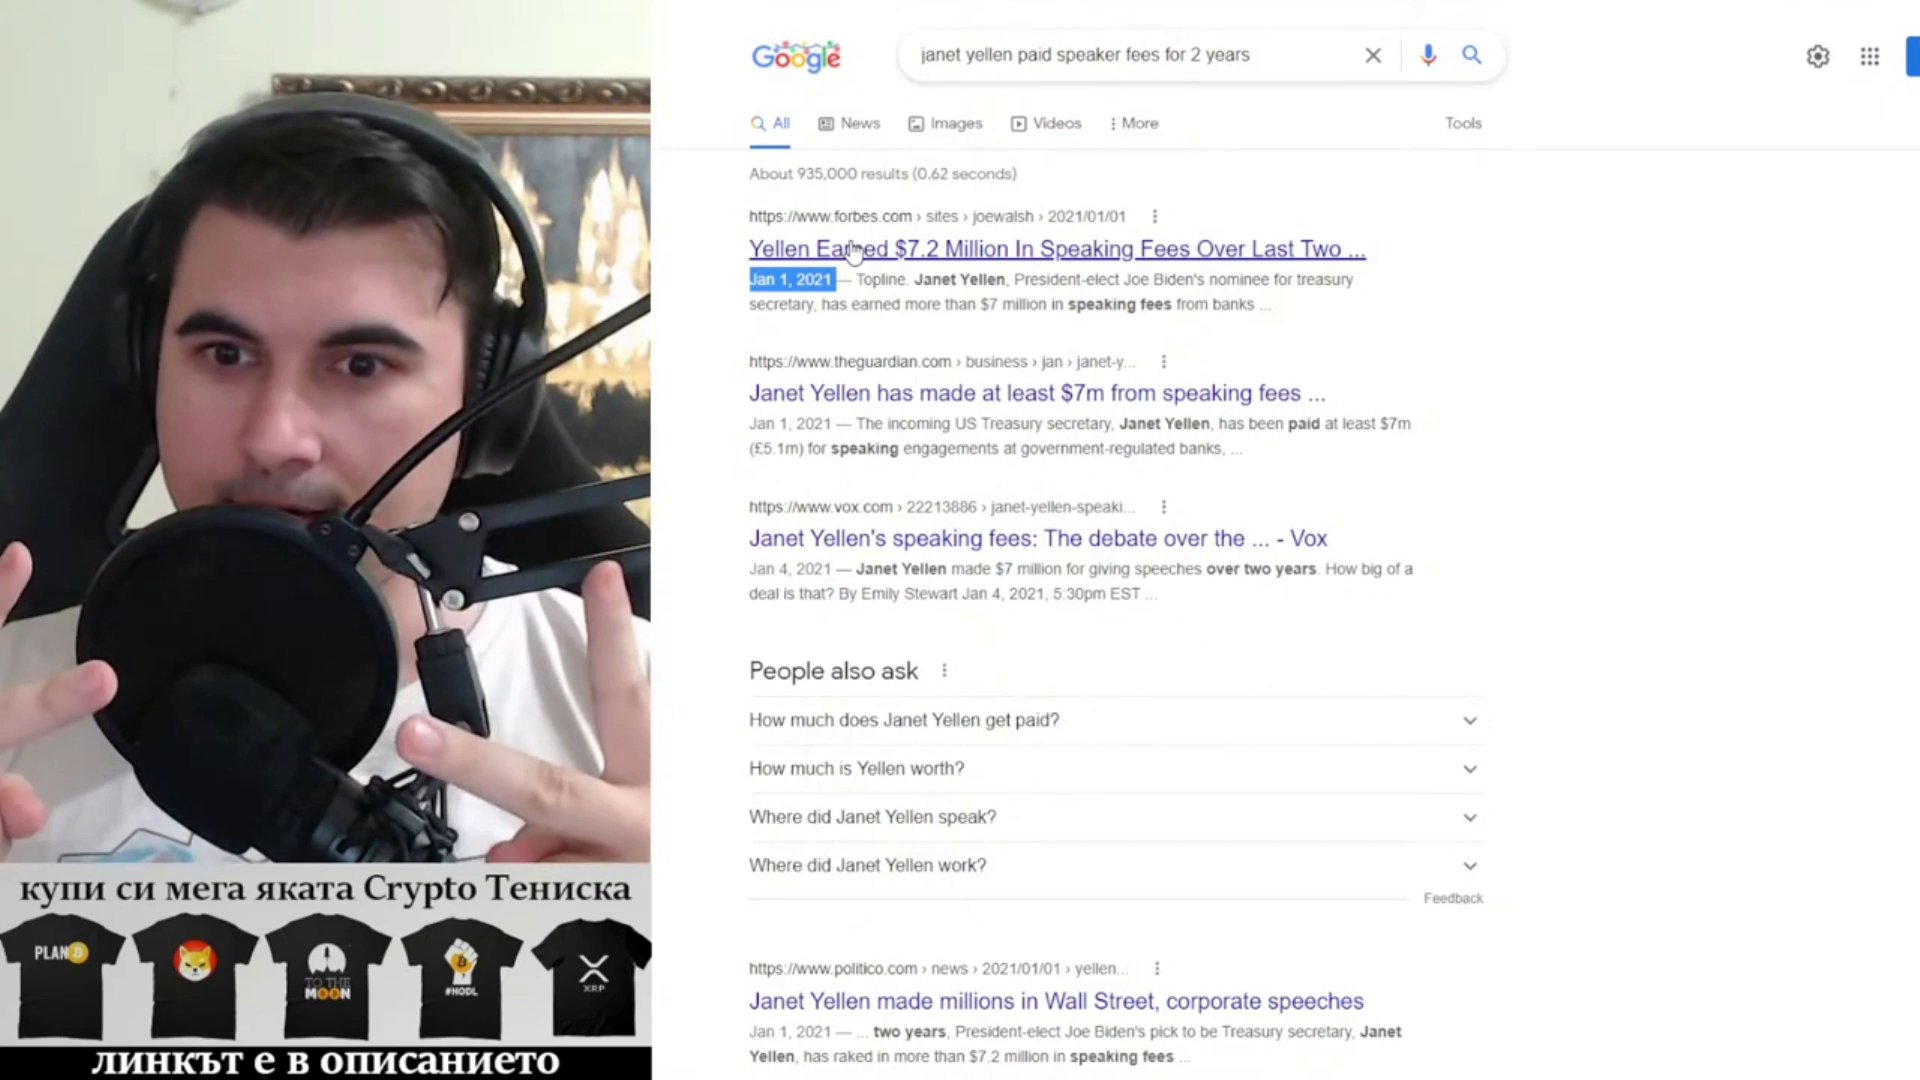 Google
janet yellen paid speaker fees for 2 years
All
News
Images
Videos
More
Tools
About 935,000 results (0.62 seconds)
https://www.forbes.com › sites › joewalsh › 2021/01/01
Yellen Earned $7.2 Million In Speaking Fees Over Last Two ...
Jan 1, 2021 — Topline. Janet Yellen, President-elect Joe Biden's nominee for treasury
secretary, has earned more than $7 million in speaking fees from banks ...
https://www.theguardian.com › business › jan › janet-y...
Janet Yellen has made at least $7m from speaking fees ...
Jan 1, 2021 — The incoming US Treasury secretary, Janet Yellen, has been paid at least $7m
(£5.1m) for speaking engagements at government-regulated banks, ...
https://www.vox.com › 22213886 › janet-yellen-speaki...
Janet Yellen's speaking fees: The debate over the ... - Vox
Jan 4, 2021 — Janet Yellen made $7 million for giving speeches over two years. How big of a
deal is that? By Emily Stewart Jan 4, 2021, 5:30pm EST ...
People also ask
How much does Janet Yellen get paid?
How much is Yellen worth?
Where did Janet Yellen speak?
Where did Janet Yellen work?
Feedback
https://www.politico.com › news › 2021/01/01 › yellen...
Janet Yellen made millions in Wall Street, corporate speeches
Jan 1, 2021 — ... two years, President-elect Joe Biden's pick to be Treasury secretary, Janet
Yellen, has raked in more than $7.2 million in speaking fees ...
купи си мега яката Crypto Тениска
PLAN B
TO THE
MOON
#HODL
XRP
линкът е в описанието